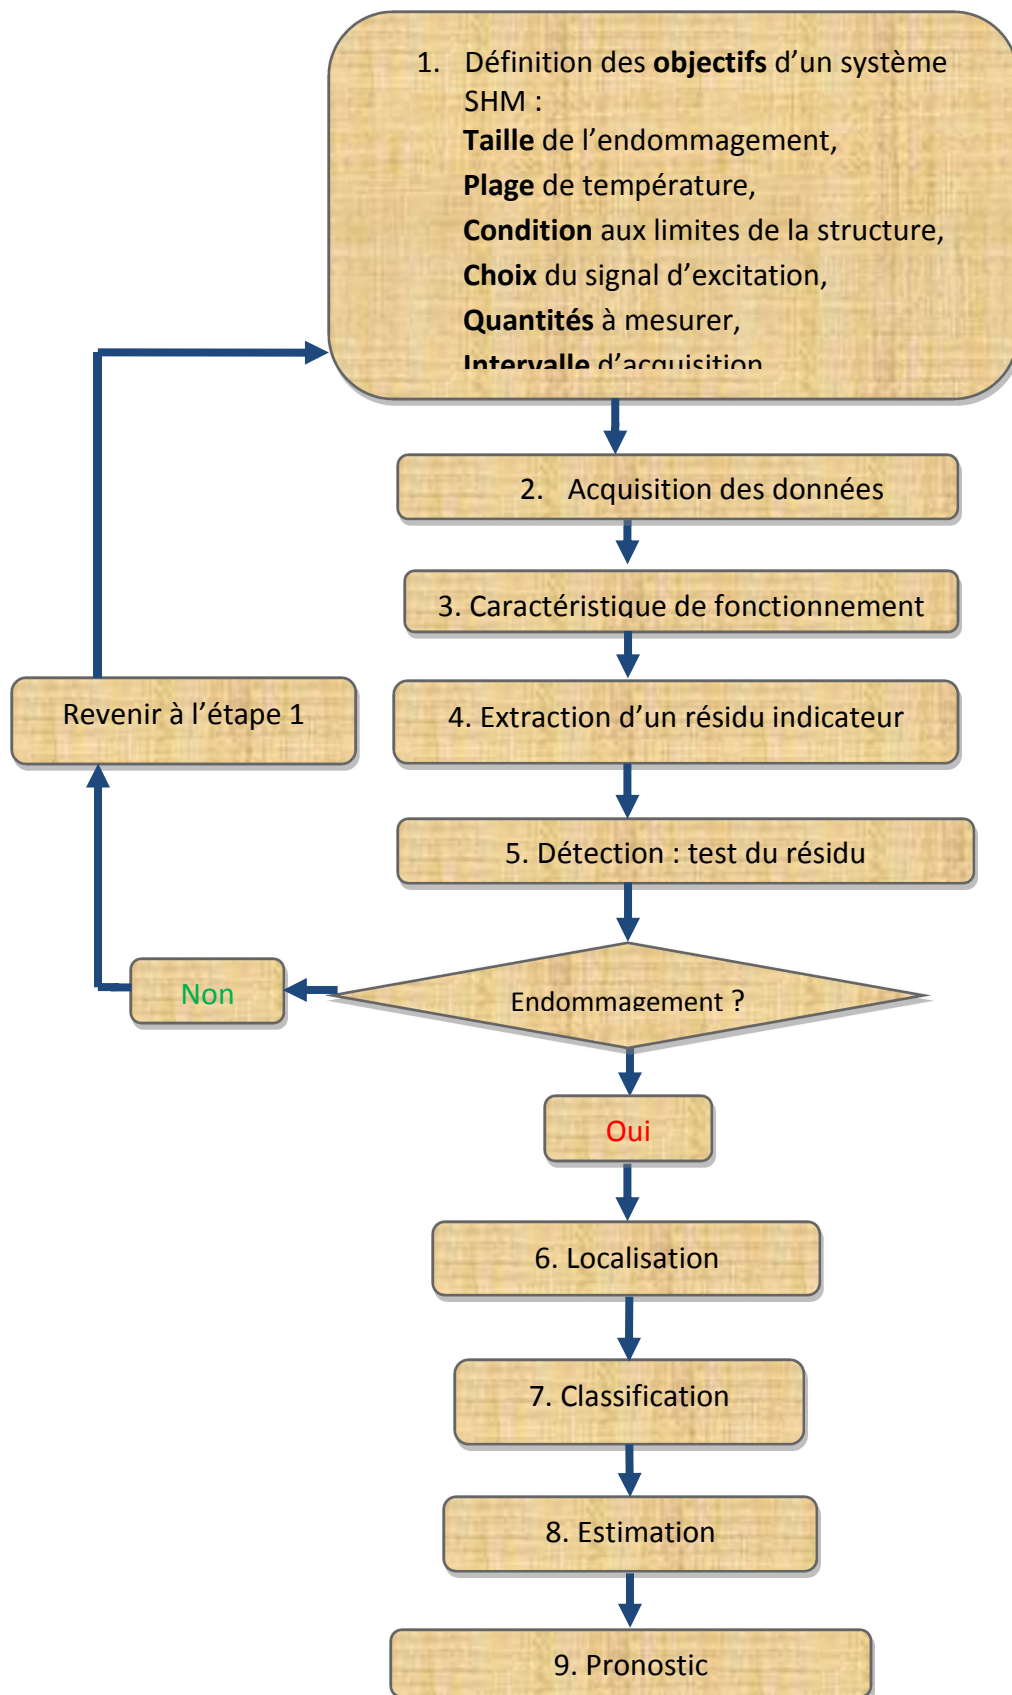 1. Définition des objectifs d'un système
SHM :
Taille de l'endommagement,
Plage de température,
Condition aux limites de la structure,
Choix du signal d'excitation,
Quantités à mesurer,
Intervalle d'acquisition
2. Acquisition des données
3. Caractéristique de fonctionnement
Revenir à l'étape 1
4. Extraction d'un résidu indicateur
5. Détection : test du résidu
Non
Endommagement ?
Oui
6. Localisation
7. Classification
8. Estimation
9. Pronostic